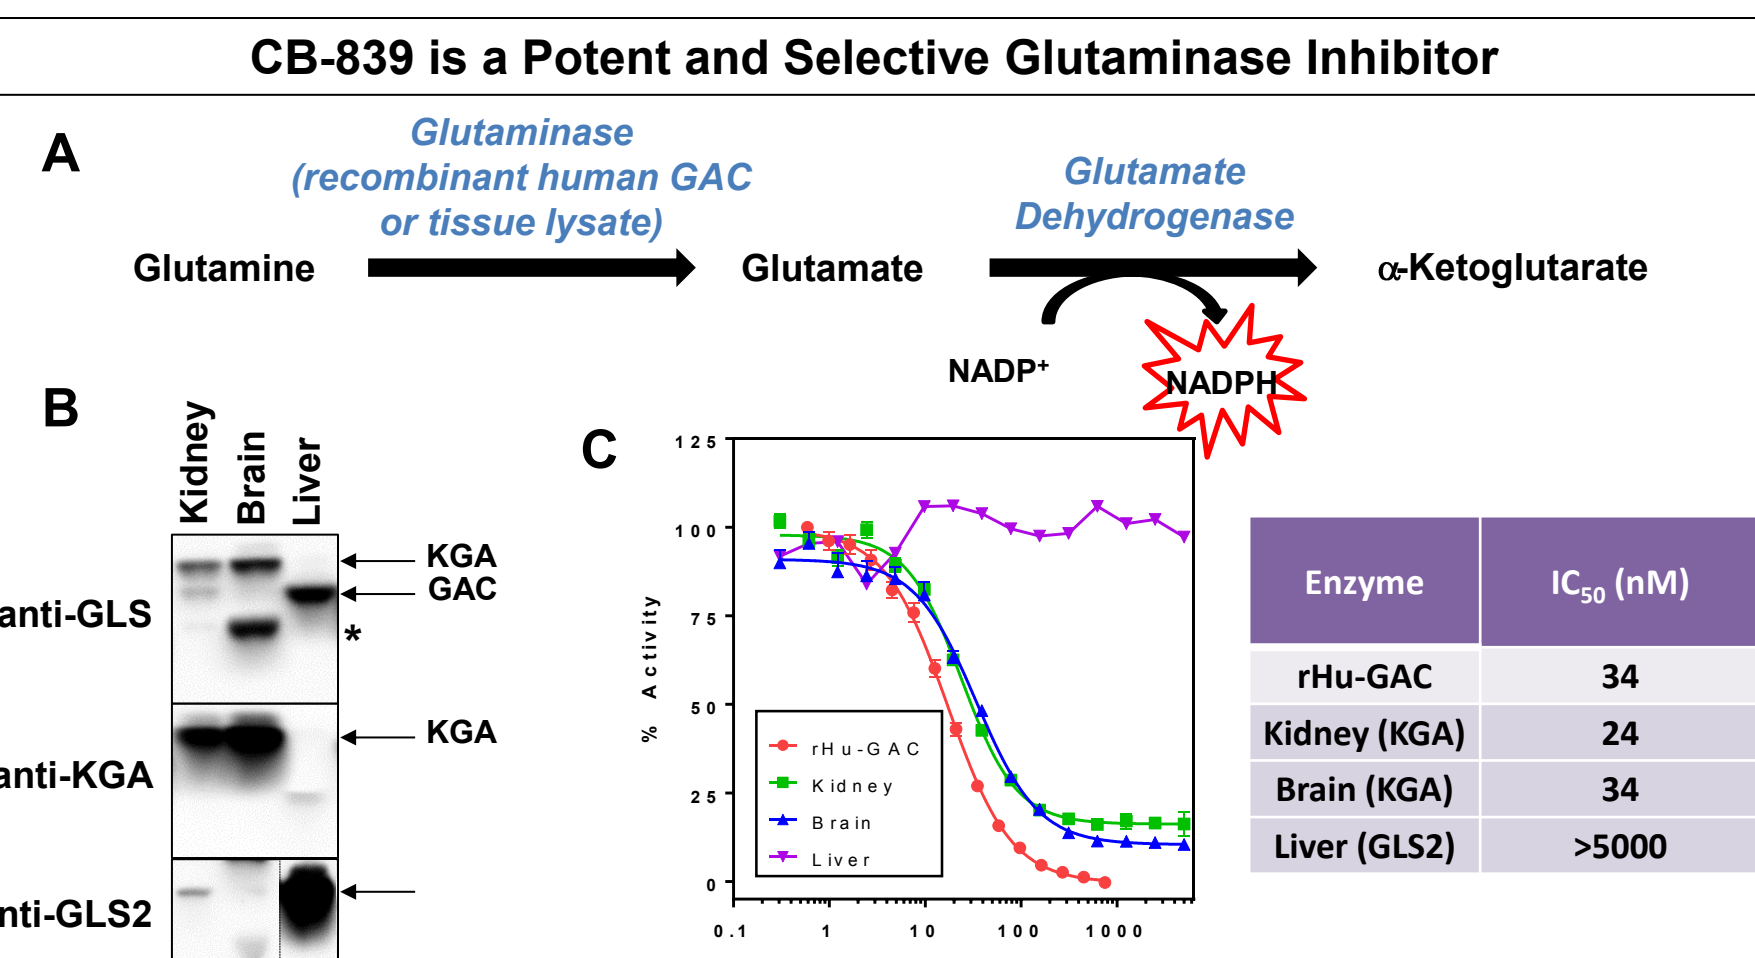 CB-839 is a Potent and Selective Glutaminase Inhibitor
A
Glutaminase
(recombinant human GAC
or tissue lysate)
Glutamate
Dehydrogenase
Glutamine
Glutamate
α-Ketoglutarate
NADP+
NADPH
B
Kidney
Brain
Liver
anti-GLS
KGA
GAC
*
anti-KGA
KGA
nti-GLS2
C
% Activity
125
100
75
50
25
0
0.1
1
10
100
1000
rHu-GAC
Kidney
Brain
Liver
Enzyme
IC50 (nM)
rHu-GAC
34
Kidney (KGA)
24
Brain (KGA)
34
Liver (GLS2)
>5000